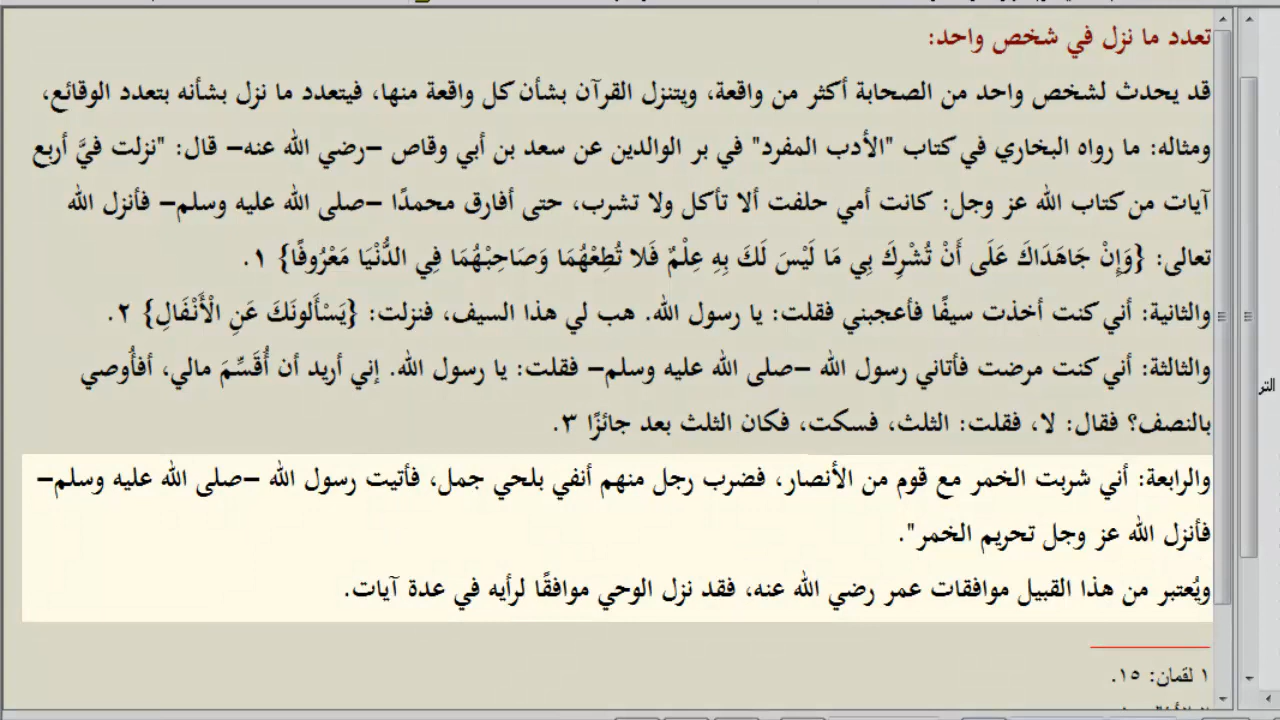 تعدد ما نزل في شخص واحد:
قد يحدث لشخص واحد من الصحابة أكثر من واقعة، ويتنزل القرآن بشأن كل واقعة منها، فيتعدد ما نزل بشأنه بتعدد الوقائع،
ومثاله: ما رواه البخاري في كتاب "الأدب المفرد" في بر الوالدين عن سعد بن أبي وقاص –رضي الله عنه– قال: "نزلت فيَّ أربع
آيات من كتاب الله عز وجل: كانت أمي حلفت ألا تأكل ولا تشرب، حتى أفارق محمدًا –صلى الله عليه وسلم– فأنزل الله
تعالى: {وَإِنْ جَاهَدَاكَ عَلَى أَنْ تُشْرِكَ بِي مَا لَيْسَ لَكَ بِهِ عِلْمٌ فَلا تُطِعْهُمَا وَصَاحِبْهُمَا فِي الدُّنْيَا مَعْرُوفًا} ١.
والثانية: أني كنت أخذت سيفًا فأعجبني فقلت: يا رسول الله. هب لي هذا السيف، فنزلت: {يَسْأَلونَكَ عَنِ الْأَنْفَالِ} ٢.
والثالثة: أني كنت مرضت فأتاني رسول الله –صلى الله عليه وسلم– فقلت: يا رسول الله. إني أريد أن أُقَسِّمَ مالي، أفأُوصي
بالنصف؟ فقال: لا، فقلت: الثلث، فسكت، فكان الثلث بعد جائزًا ٣.
والرابعة: أني شربت الخمر مع قوم من الأنصار، فضرب رجل منهم أنفي بلحي جمل، فأتيت رسول الله –صلى الله عليه وسلم–
فأنزل الله عز وجل تحريم الخمر".
ويُعتبر من هذا القبيل موافقات عمر رضي الله عنه، فقد نزل الوحي موافقًا لرأيه في عدة آيات.
١ لقمان: ١٥.
التر